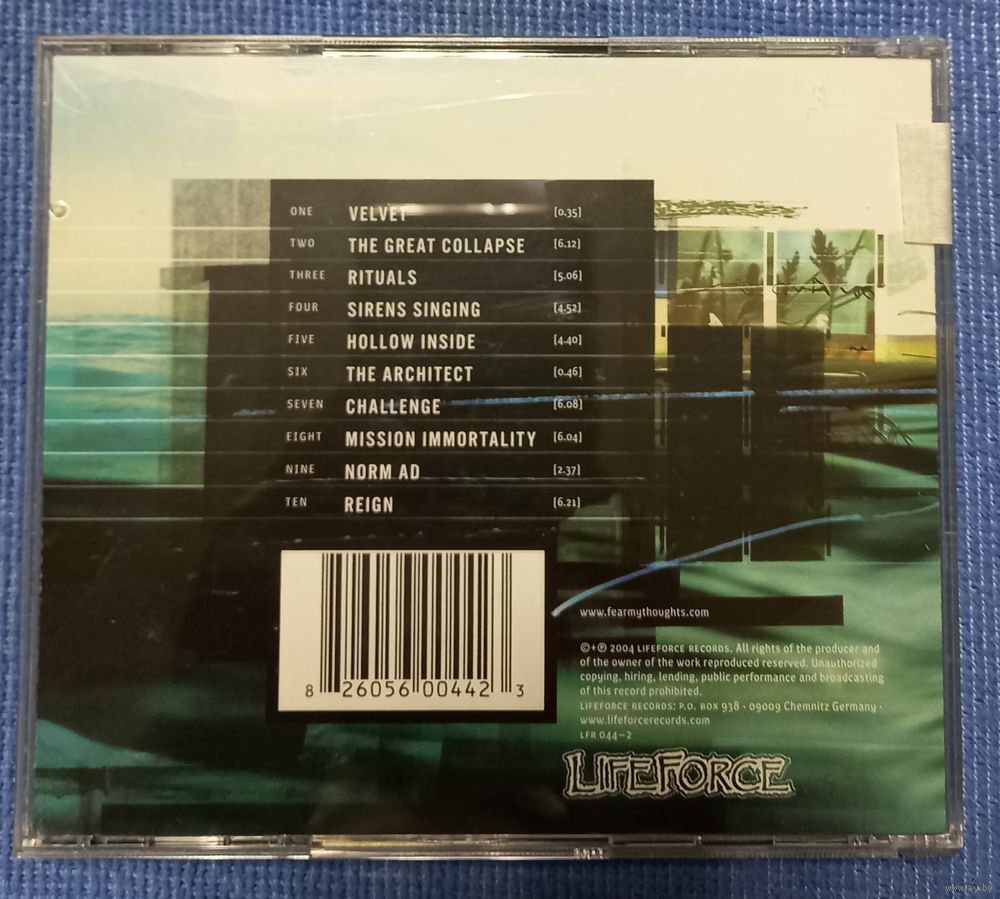 ONE VELVET [0.35]
TWO THE GREAT COLLAPSE [6.12]
THREE RITUALS [5.06]
FOUR SIRENS SINGING [4.52]
FIVE HOLLOW INSIDE [4.40]
SIX THE ARCHITECT [0.46]
SEVEN CHALLENGE [6.08]
EIGHT MISSION IMMORTALITY [6.04]
NINE NORM AD [2.37]
TEN REIGN [6.21]
8 26056 00442 3
www.fearmythoughts.com
©+℗ 2004 LIFEFORCE RECORDS. All rights of the producer and
of the owner of the work reproduced reserved. Unauthorized
copying, hiring, lending, public performance and broadcasting
of this record prohibited.
LIFEFORCE RECORDS: P.O. BOX 938 · 09009 Chemnitz Germany ·
www.lifeforcerecords.com
LFR 044–2
LIFEFORCE
www.ay.by